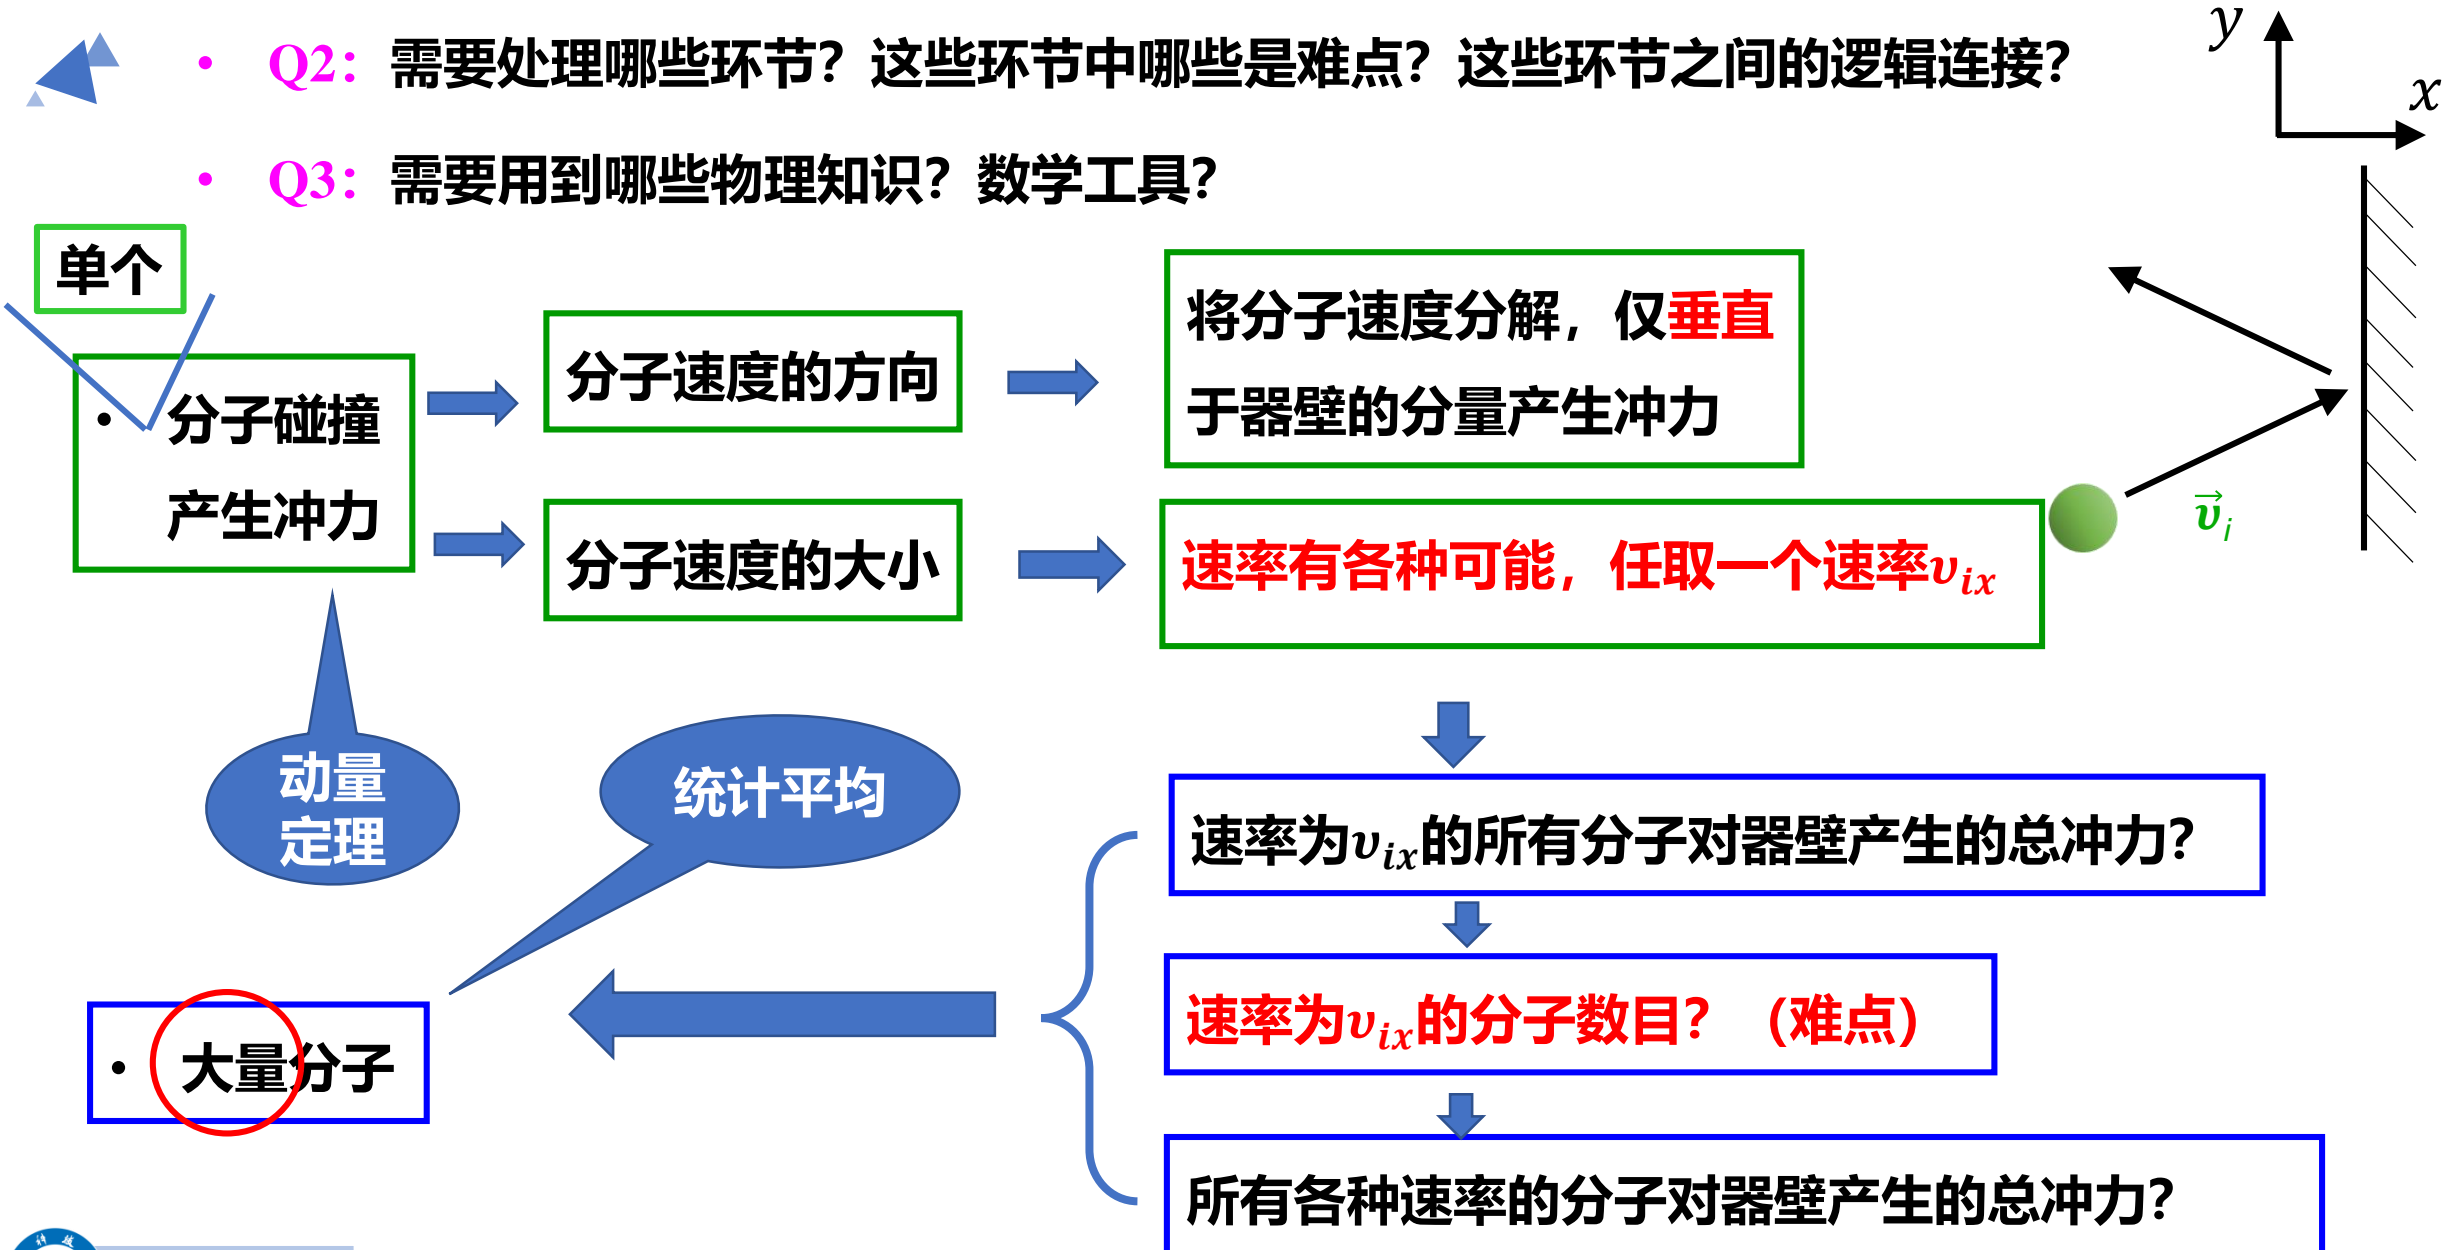 • Q2：需要处理哪些环节？这些环节中哪些是难点？这些环节之间的逻辑连接？
• Q3：需要用到哪些物理知识？数学工具？
y
x
单个
• 分子碰撞
产生冲力
分子速度的方向
将分子速度分解，仅垂直
于器壁的分量产生冲力
分子速度的大小
速率有各种可能，任取一个速率υix
υ⃗i
动量
定理
统计平均
速率为υix的所有分子对器壁产生的总冲力？
速率为υix的分子数目？（难点）
• 大量分子
所有各种速率的分子对器壁产生的总冲力？